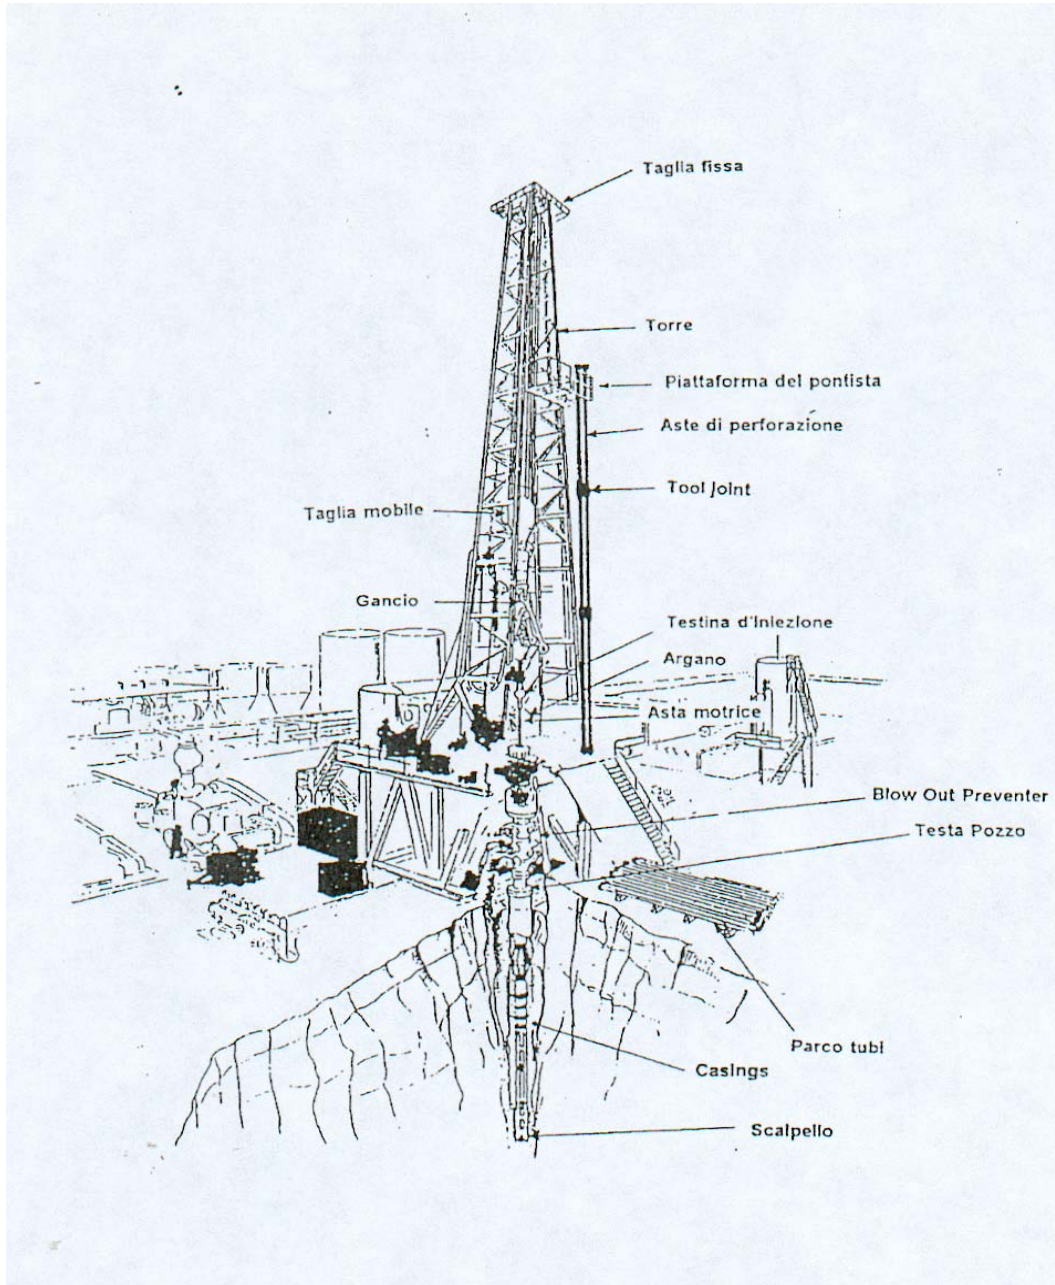 Taglia fissa
Torre
Piattaforma del pontista
Aste di perforazione
Tool Joint
Taglia mobile
Gancio
Testina d'Iniezione
Argano
Asta motrice
Blow Out Preventer
Testa Pozzo
Parco tubi
Casings
Scalpello